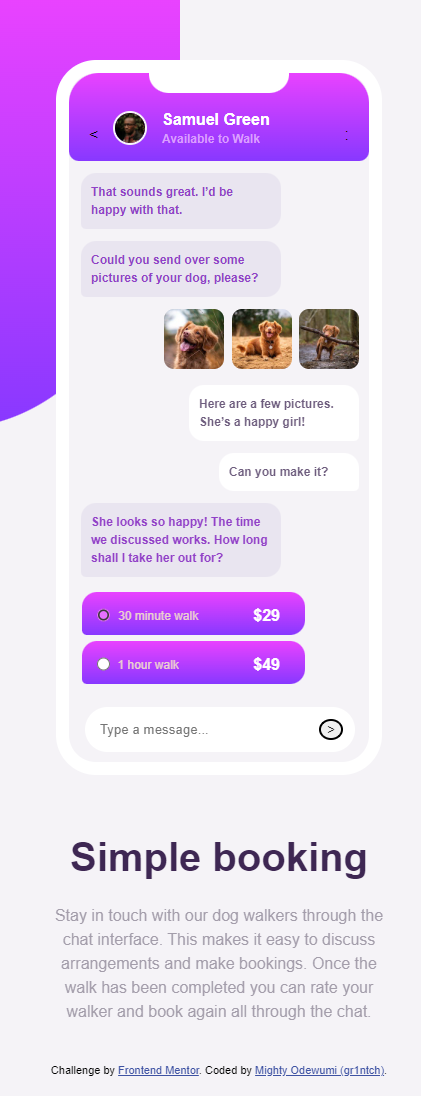 Samuel Green
<
Available to Walk
:
That sounds great. I'd be
happy with that.
Could you send over some
pictures of your dog, please?
Here are a few pictures.
She's a happy girl!
Can you make it?
She looks so happy! The time
we discussed works. How long
shall I take her out for?
30 minute walk $29
1 hour walk $49
Type a message... >
Simple booking
Stay in touch with our dog walkers through the
chat interface. This makes it easy to discuss
arrangements and make bookings. Once the
walk has been completed you can rate your
walker and book again all through the chat.
Challenge by Frontend Mentor. Coded by Mighty Odewumi (gr1ntch).